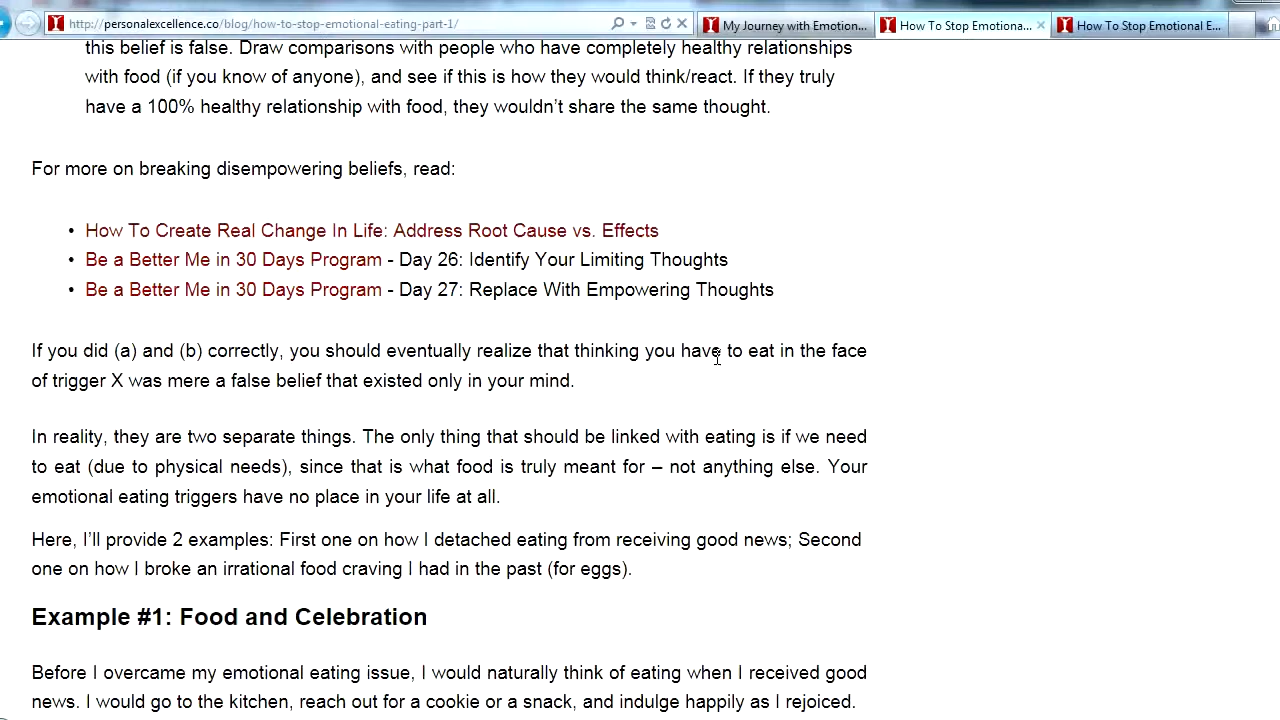 http://personalexcellence.co/blog/how-to-stop-emotional-eating-part-1/
My Journey with Emotion...
How To Stop Emotiona...
How To Stop Emotional E...
this belief is false. Draw comparisons with people who have completely healthy relationships
with food (if you know of anyone), and see if this is how they would think/react. If they truly
have a 100% healthy relationship with food, they wouldn't share the same thought.
For more on breaking disempowering beliefs, read:
• How To Create Real Change In Life: Address Root Cause vs. Effects
• Be a Better Me in 30 Days Program - Day 26: Identify Your Limiting Thoughts
• Be a Better Me in 30 Days Program - Day 27: Replace With Empowering Thoughts
If you did (a) and (b) correctly, you should eventually realize that thinking you have to eat in the face
of trigger X was mere a false belief that existed only in your mind.
In reality, they are two separate things. The only thing that should be linked with eating is if we need
to eat (due to physical needs), since that is what food is truly meant for – not anything else. Your
emotional eating triggers have no place in your life at all.
Here, I'll provide 2 examples: First one on how I detached eating from receiving good news; Second
one on how I broke an irrational food craving I had in the past (for eggs).
Example #1: Food and Celebration
Before I overcame my emotional eating issue, I would naturally think of eating when I received good
news. I would go to the kitchen, reach out for a cookie or a snack, and indulge happily as I rejoiced.